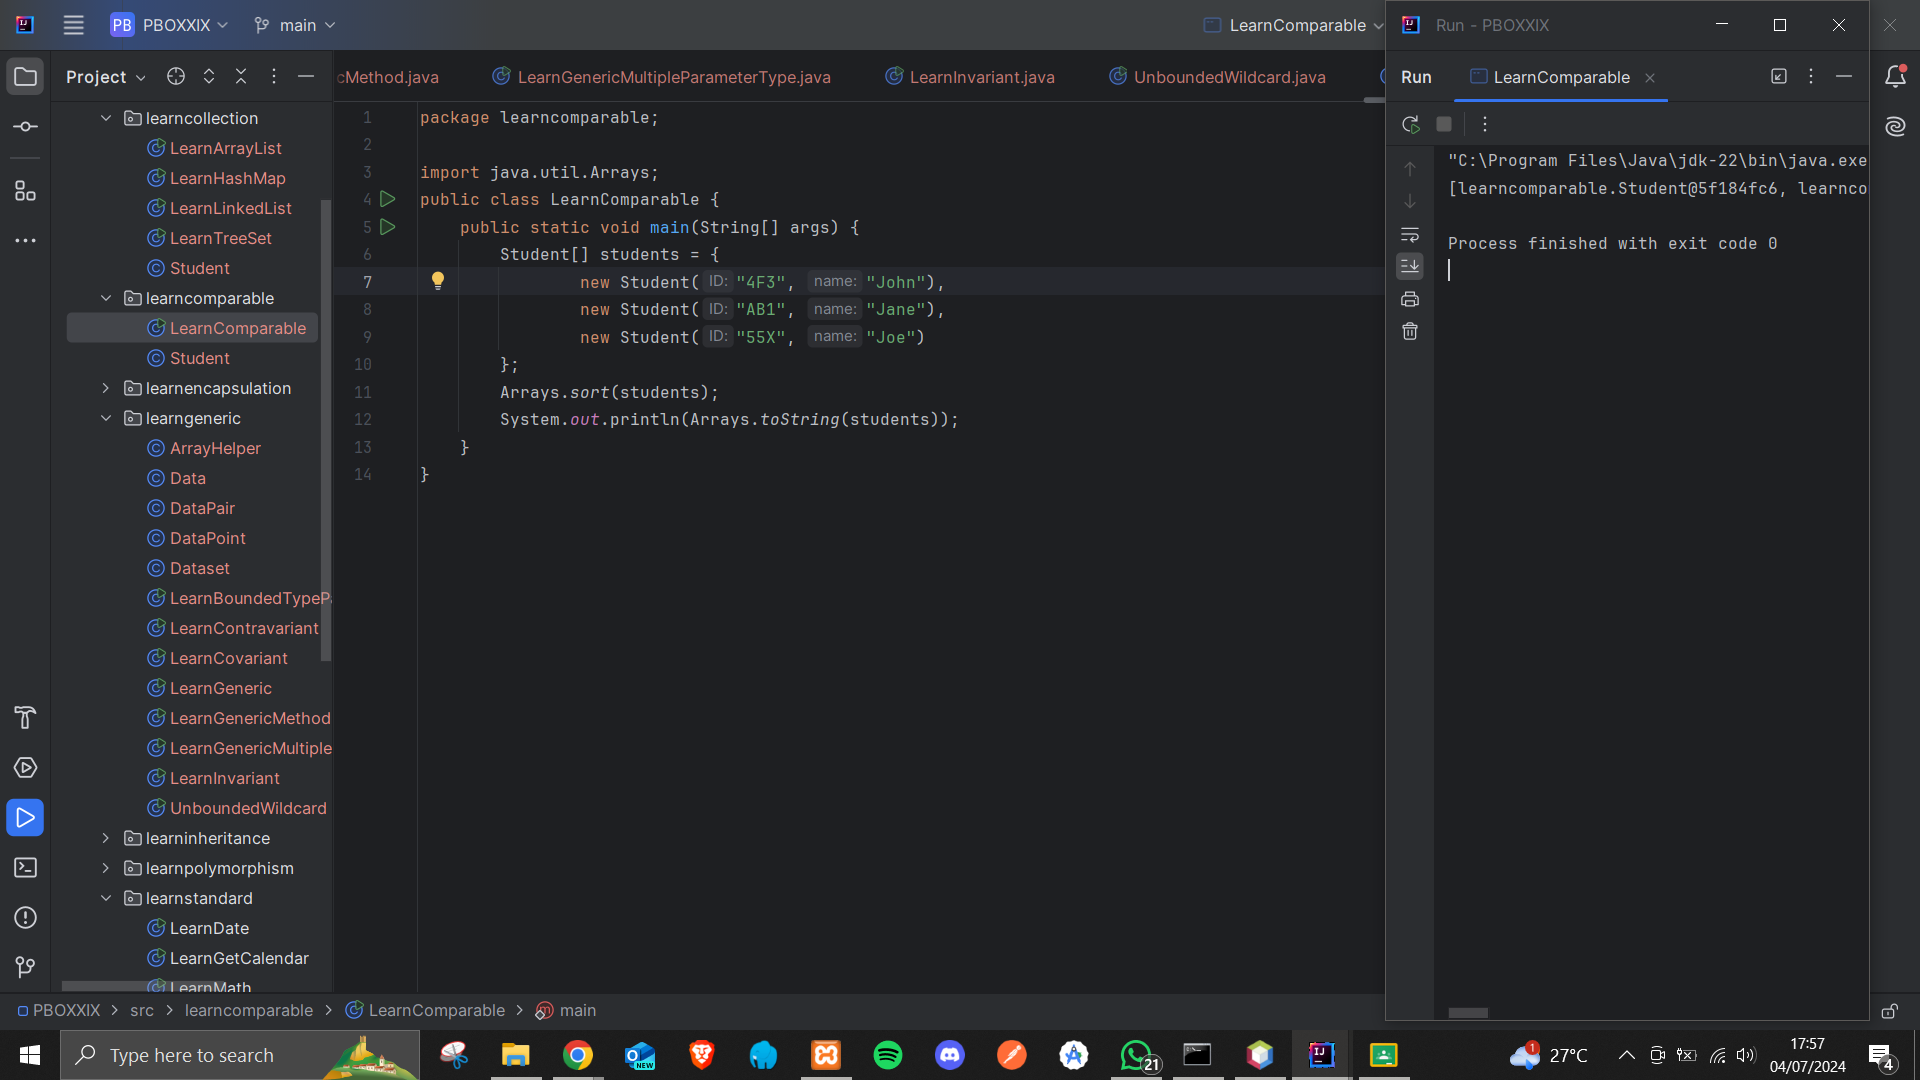 PB PBOXXIX main LearnComparable Run - PBOXXIX
Project cMethod.java LearnGenericMultipleParameterType.java LearnInvariant.java UnboundedWildcard.java Run LearnComparable
learncollection
LearnArrayList
LearnHashMap
LearnLinkedList
LearnTreeSet
Student
learncomparable
LearnComparable
Student
learnencapsulation
learngeneric
ArrayHelper
Data
DataPair
DataPoint
Dataset
LearnBoundedTypeP
LearnContravariant
LearnCovariant
LearnGeneric
LearnGenericMethod
LearnGenericMultiple
LearnInvariant
UnboundedWildcard
learninheritance
learnpolymorphism
learnstandard
LearnDate
LearnGetCalendar
LearnMath
1 package learncomparable;
2
3 import java.util.Arrays;
4 public class LearnComparable {
5 public static void main(String[] args) {
6 Student[] students = {
7 new Student( ID: "4F3", name: "John"),
8 new Student( ID: "AB1", name: "Jane"),
9 new Student( ID: "55X", name: "Joe")
10 };
11 Arrays.sort(students);
12 System.out.println(Arrays.toString(students));
13 }
14 }
"C:\Program Files\Java\jdk-22\bin\java.exe
[learncomparable.Student@5f184fc6, learnco
Process finished with exit code 0
PBOXXIX > src > learncomparable > LearnComparable > main
Type here to search
NEW
21
IJ
1
27°C
17:57
04/07/2024
4